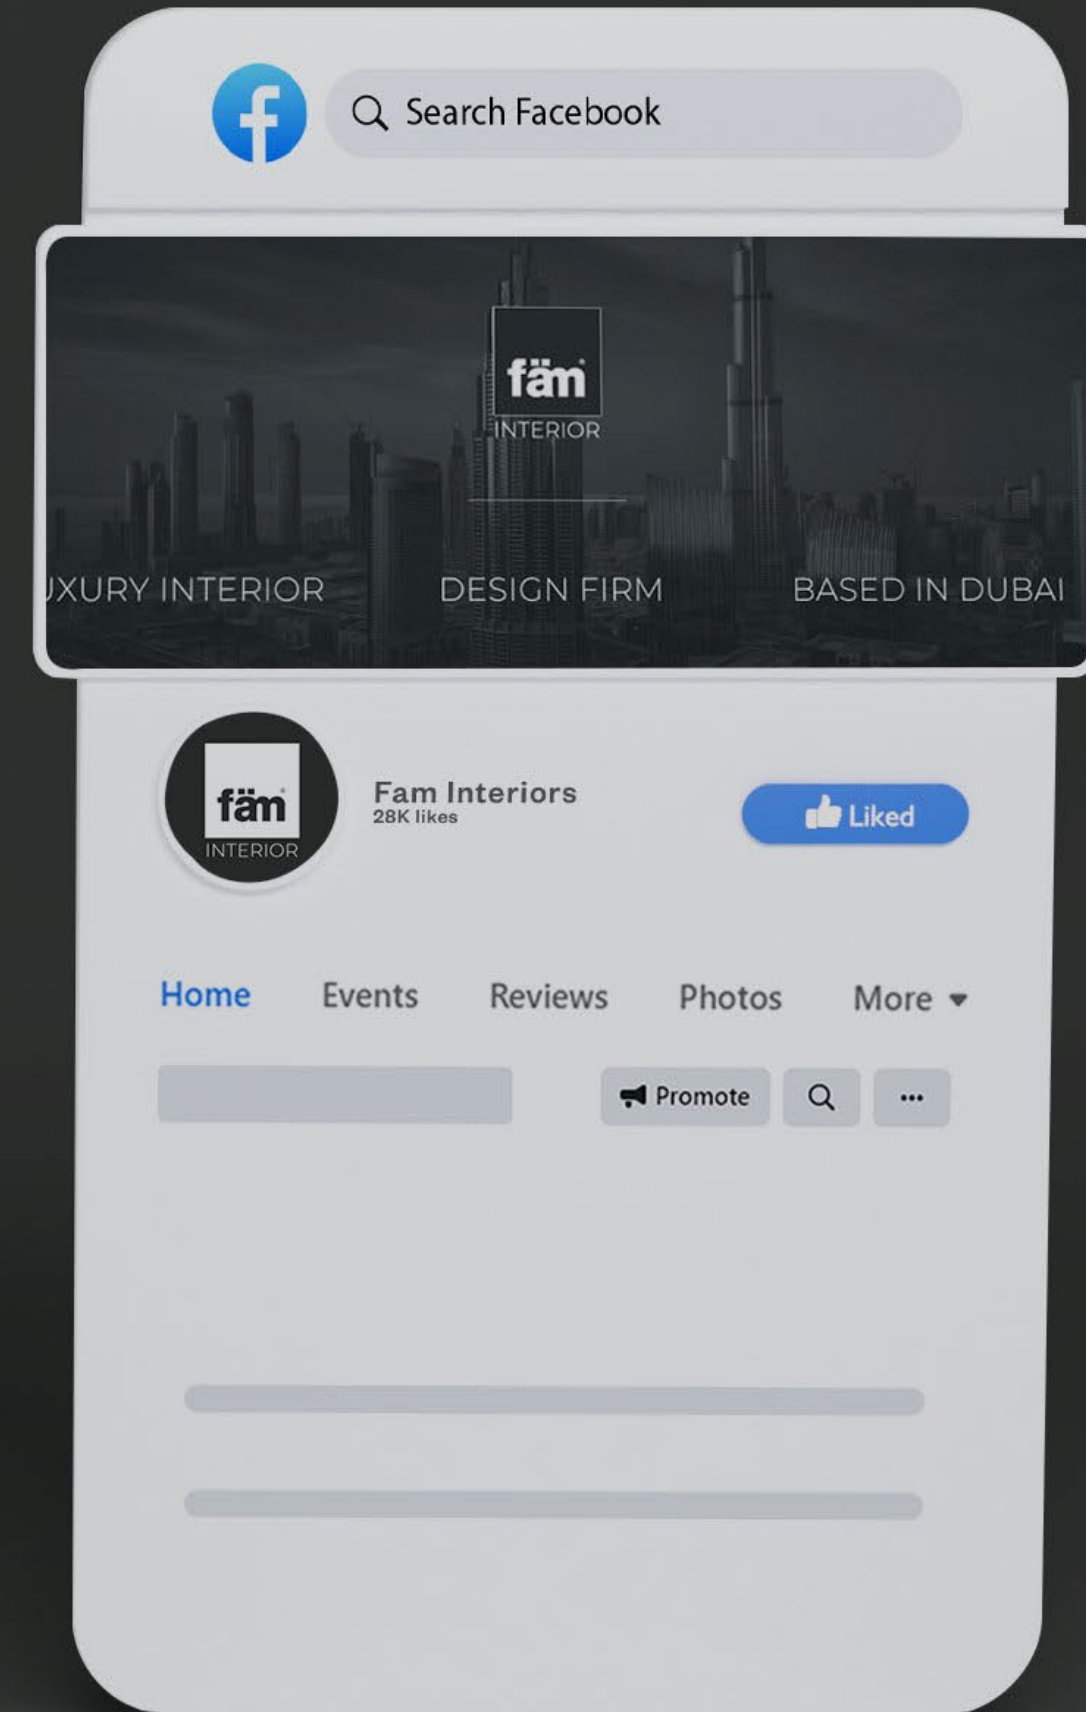 f
Search Facebook
fäm
INTERIOR
UXURY INTERIOR DESIGN FIRM BASED IN DUBAI
fäm
INTERIOR
Fam Interiors
28K likes
Liked
Home Events Reviews Photos More
Promote